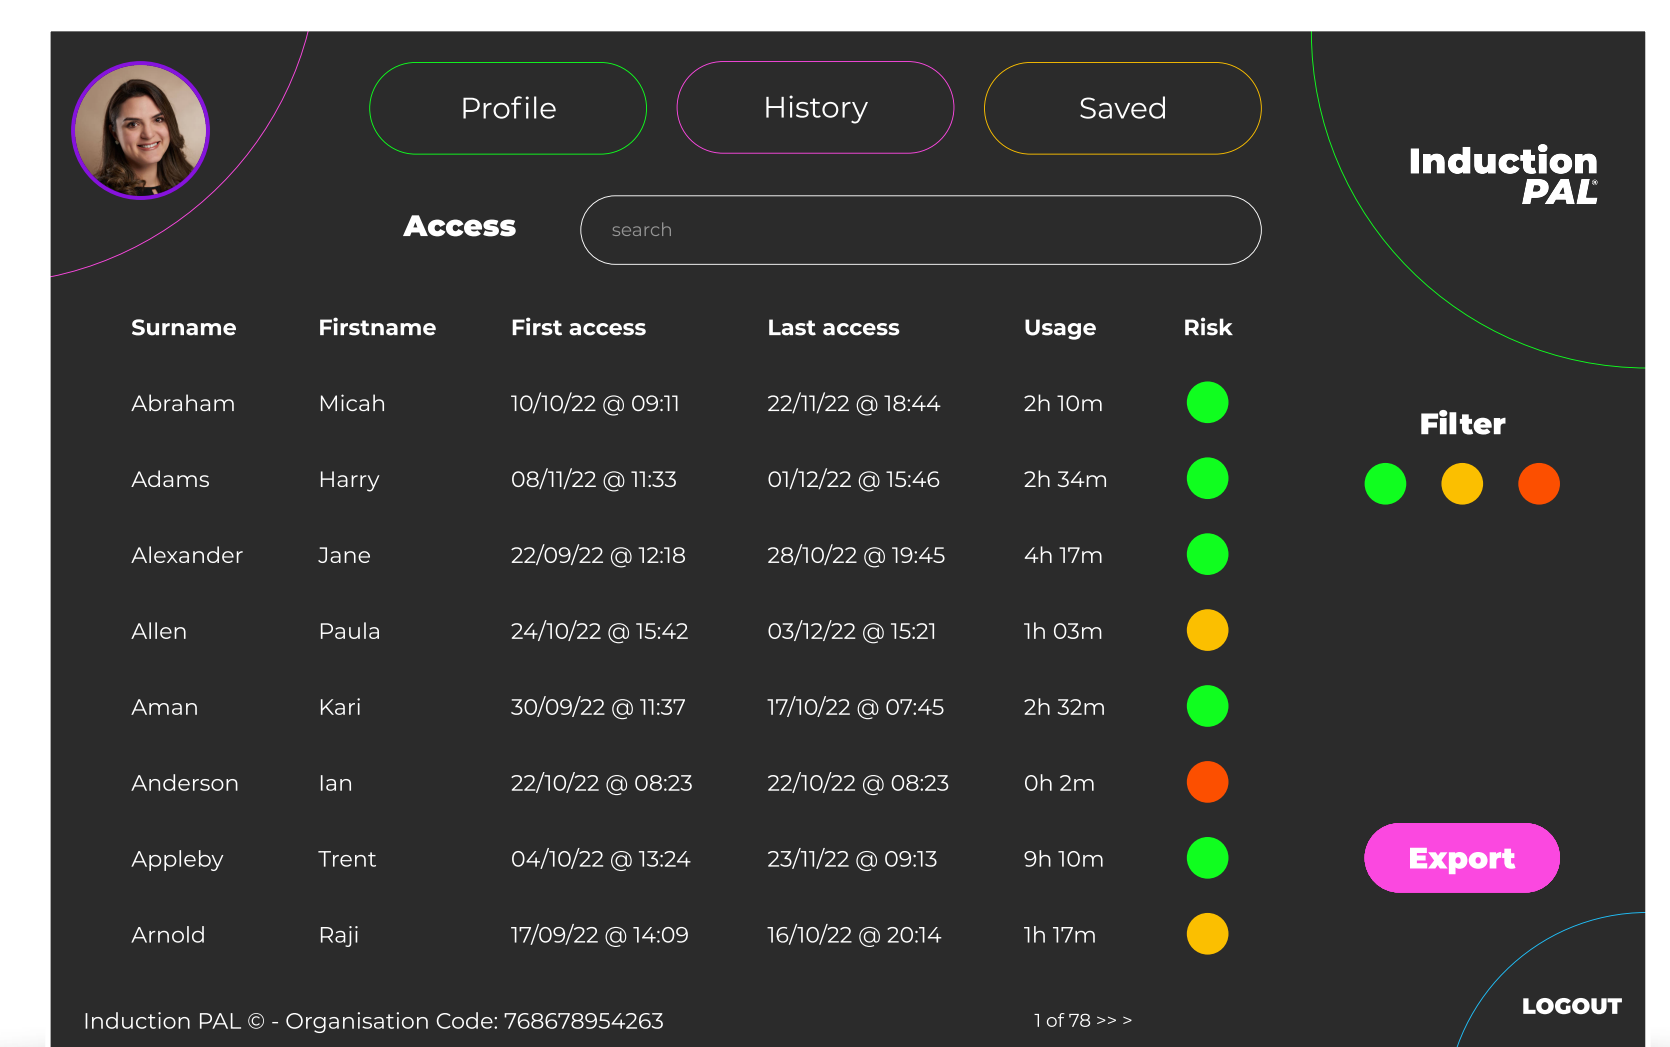 Profile
History
Saved
Induction
PAL®
Access
search
Surname Firstname First access Last access Usage Risk
Abraham Micah 10/10/22 @ 09:11 22/11/22 @ 18:44 2h 10m
Filter
Adams Harry 08/11/22 @ 11:33 01/12/22 @ 15:46 2h 34m
Alexander Jane 22/09/22 @ 12:18 28/10/22 @ 19:45 4h 17m
Allen Paula 24/10/22 @ 15:42 03/12/22 @ 15:21 1h 03m
Aman Kari 30/09/22 @ 11:37 17/10/22 @ 07:45 2h 32m
Anderson Ian 22/10/22 @ 08:23 22/10/22 @ 08:23 0h 2m
Appleby Trent 04/10/22 @ 13:24 23/11/22 @ 09:13 9h 10m
Export
Arnold Raji 17/09/22 @ 14:09 16/10/22 @ 20:14 1h 17m
LOGOUT
Induction PAL © - Organisation Code: 768678954263
1 of 78 >> >